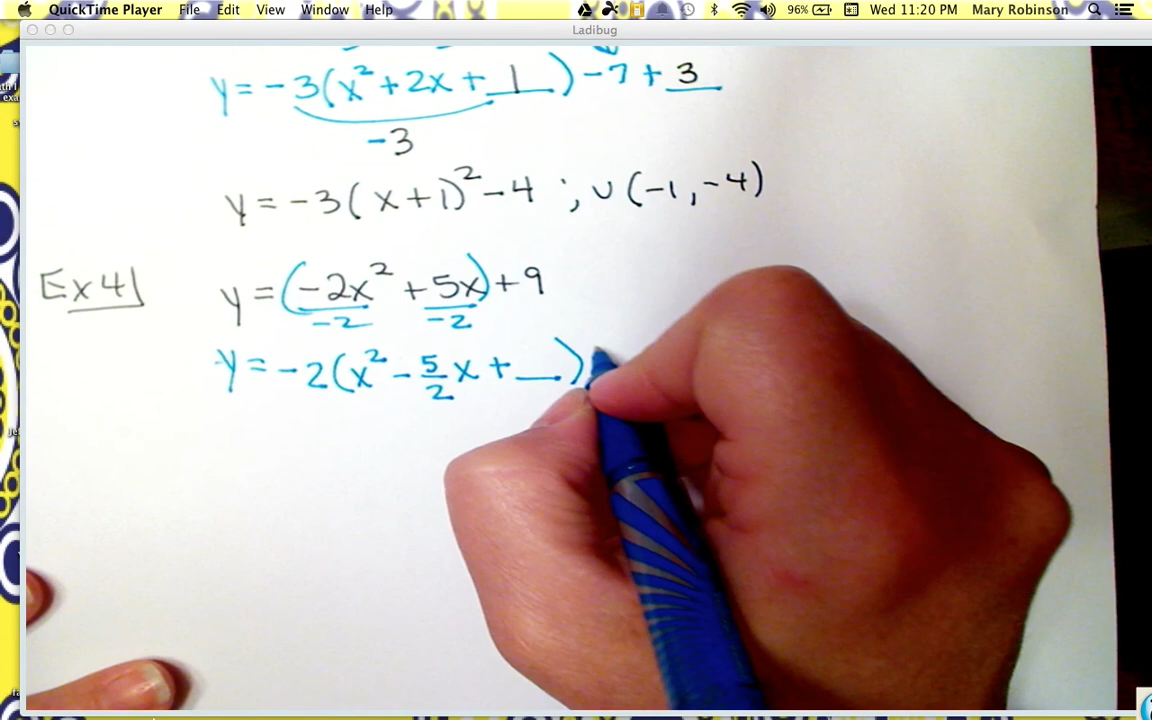 QuickTime Player File Edit View Window Help 96% Wed 11:20 PM Mary Robinson
Ladibug
y = -3(x² + 2x + 1) - 7 + 3
-3
y = -3(x+1)² - 4 ; v(-1, -4)
Ex 4) y = (-2x² + 5x) + 9
-2 -2
y = -2(x² - 5/2 x + __)